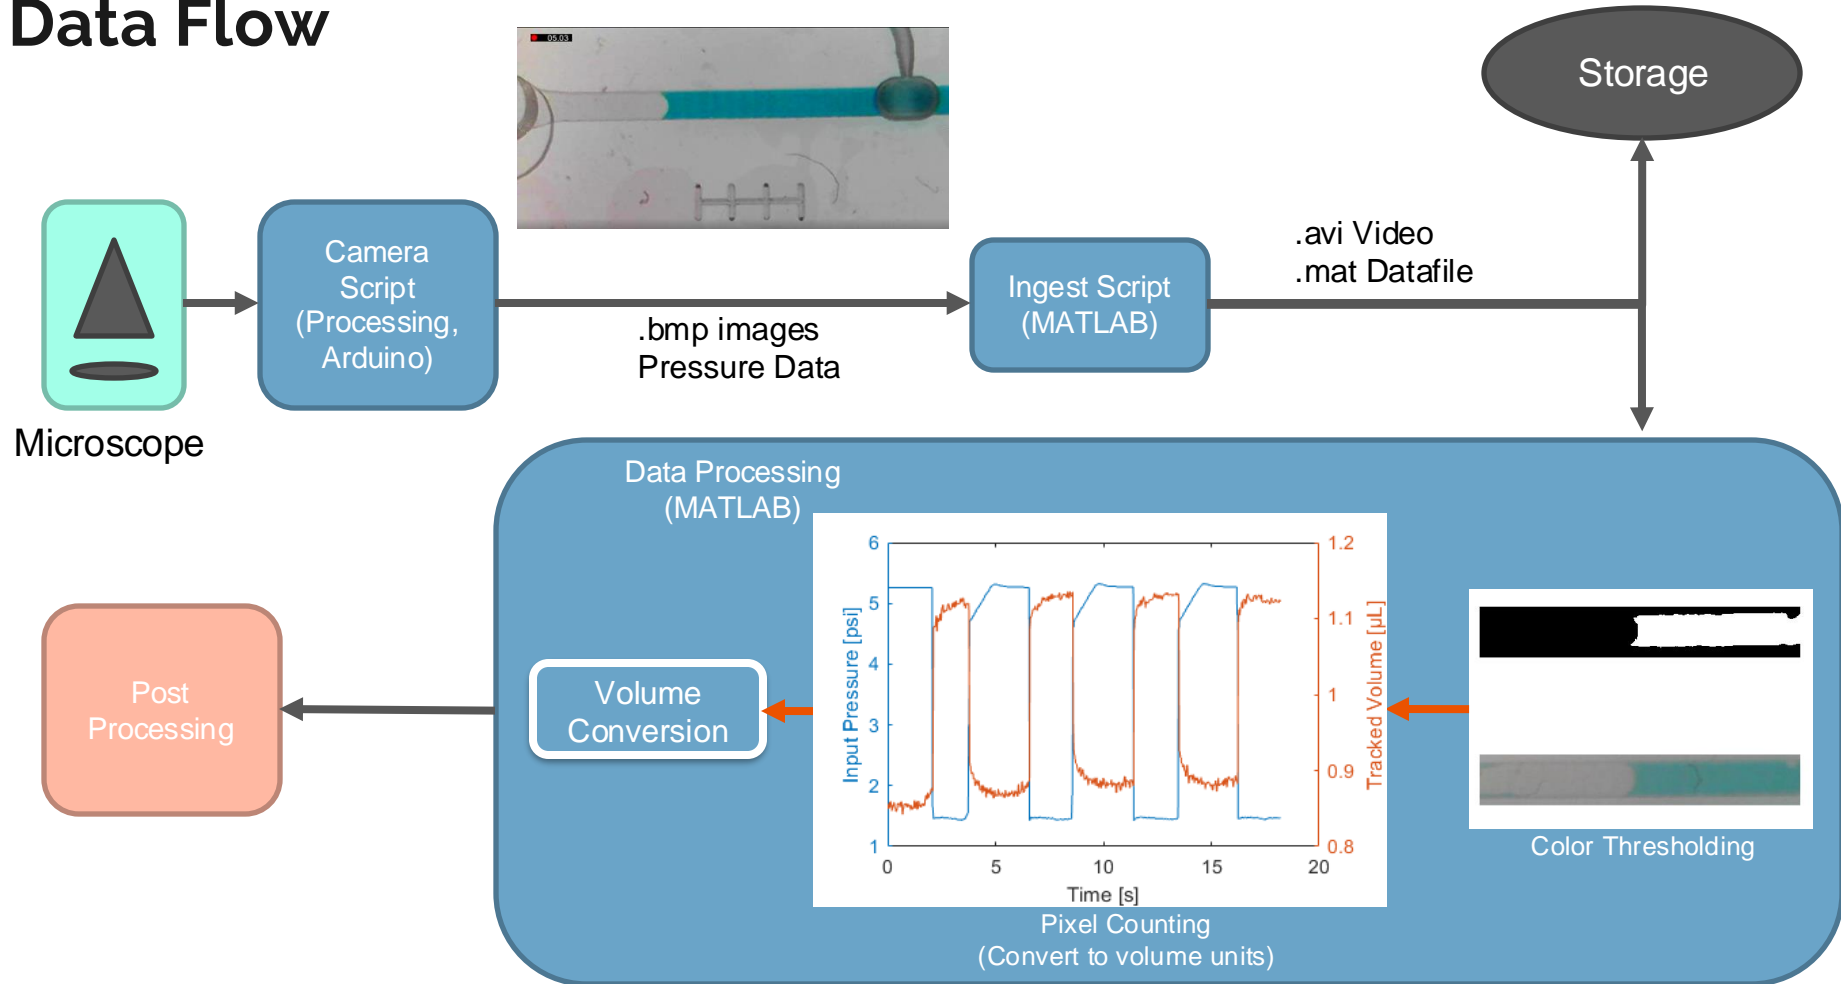 Data Flow
05.03
Storage
Camera
Script
(Processing,
Arduino)
.bmp images
Pressure Data
Ingest Script
(MATLAB)
.avi Video
.mat Datafile
Microscope
Data Processing
(MATLAB)
6
5
4
3
2
1
Input Pressure [psi]
0
5
10
15
20
Time [s]
1.2
1.1
1
0.9
0.8
Tracked Volume [µL]
Pixel Counting
(Convert to volume units)
Color Thresholding
Volume
Conversion
Post
Processing